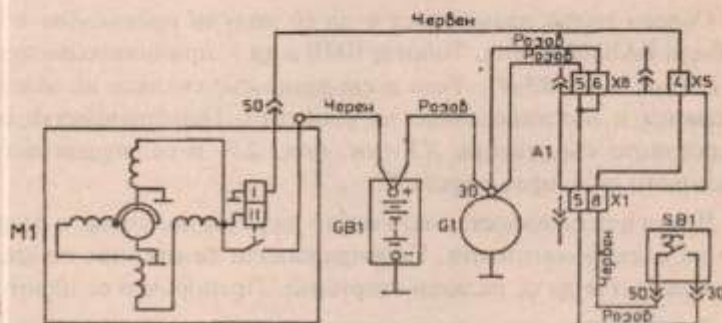 Червен
Розов
Розов
5 6 X8
4 X5
50
Черен
Розов
A1
I
II
M1
GB1
+
-
G1
30
5 8 X1
SB1
Червен
50
30
Розов